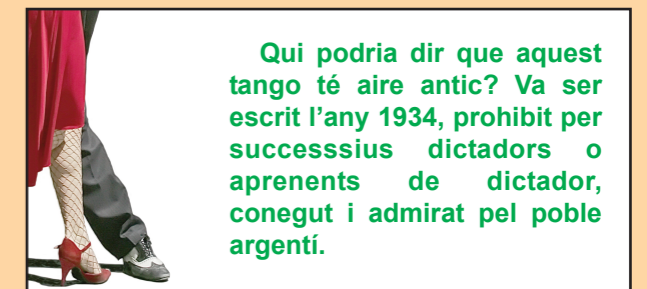 Qui podria dir que aquest
tango té aire antic? Va ser
escrit l’any 1934, prohibit per
successsius dictadors o
aprenents de dictador,
conegut i admirat pel poble
argentí.